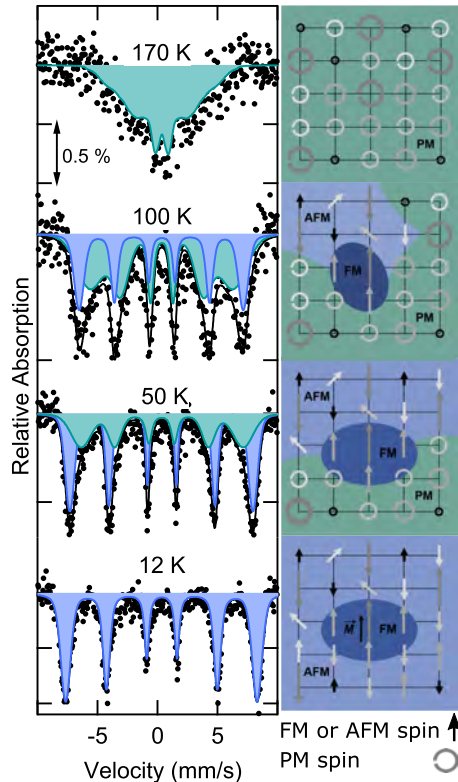 170 K
0.5 %
PM
100 K
AFM
FM
PM
50 K
AFM
FM
PM
12 K
M
FM
AFM
Relative Absorption
-5 0 5
Velocity (mm/s)
FM or AFM spin
PM spin